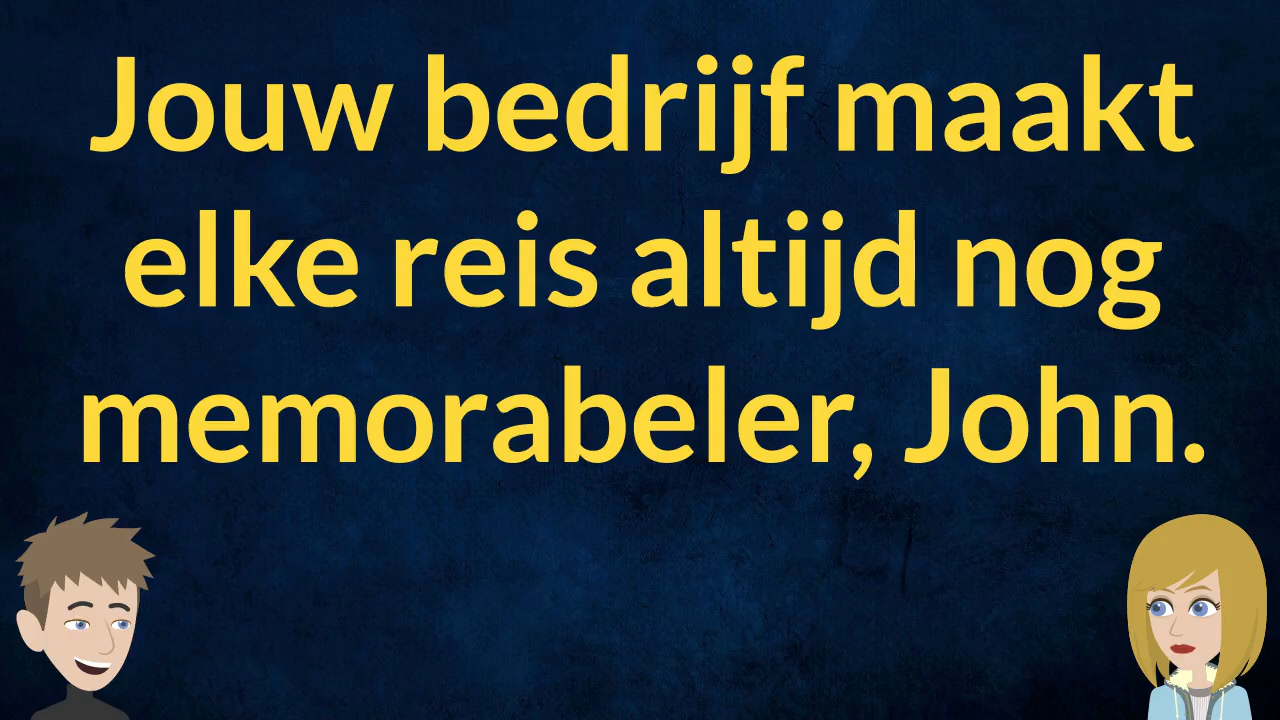 Jouw bedrijf maakt
elke reis altijd nog
memorabeler, John.